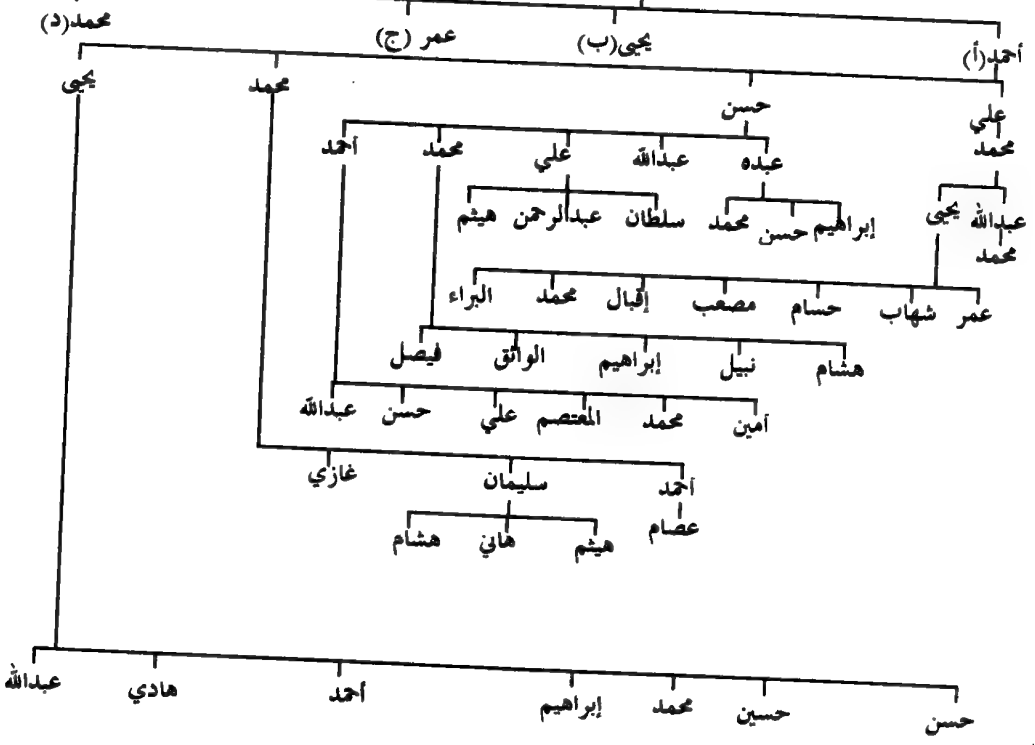 أحمد(أ) يحيى(ب) عمر (ج) محمد(د)
علي حسن محمد يحيى
محمد عبده عبدالله علي محمد أحمد
عبدالله يحيى إبراهيم حسن محمد سلطان عبدالرحمن هيثم
محمد
عمر شهاب حسام مصعب إقبال محمد البراء
هشام نبيل إبراهيم الواثق فيصل
أمين محمد المعتصم علي حسن عبدالله
أحمد سليمان غازي
عصام
هيثم هاني هشام
حسن حسين محمد إبراهيم أحمد هادي عبدالله